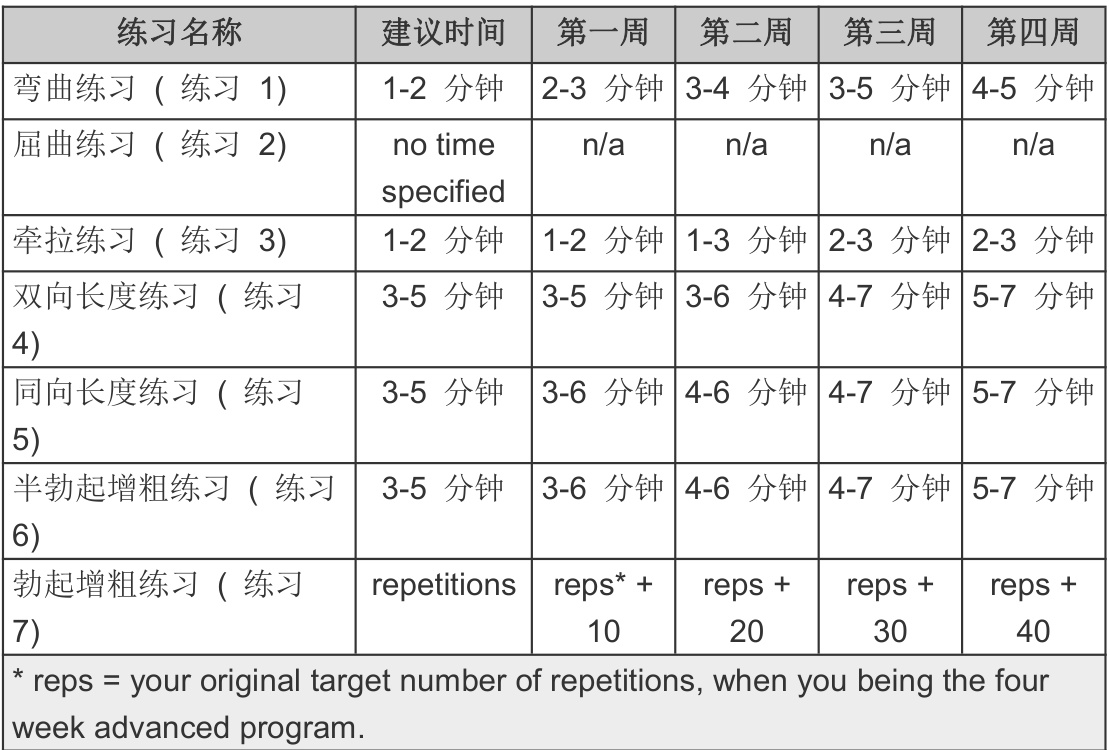 练习名称 建议时间 第一周 第二周 第三周 第四周
弯曲练习 ( 练习 1) 1-2 分钟 2-3 分钟 3-4 分钟 3-5 分钟 4-5 分钟
屈曲练习 ( 练习 2) no time n/a n/a n/a n/a
specified
牵拉练习 ( 练习 3) 1-2 分钟 1-2 分钟 1-3 分钟 2-3 分钟 2-3 分钟
双向长度练习 ( 练习 3-5 分钟 3-5 分钟 3-6 分钟 4-7 分钟 5-7 分钟
4)
同向长度练习 ( 练习 3-5 分钟 3-6 分钟 4-6 分钟 4-7 分钟 5-7 分钟
5)
半勃起增粗练习 ( 练习 3-5 分钟 3-6 分钟 4-6 分钟 4-7 分钟 5-7 分钟
6)
勃起增粗练习 ( 练习 repetitions reps* + reps + reps + reps +
7) 10 20 30 40
* reps = your original target number of repetitions, when you being the four
week advanced program.